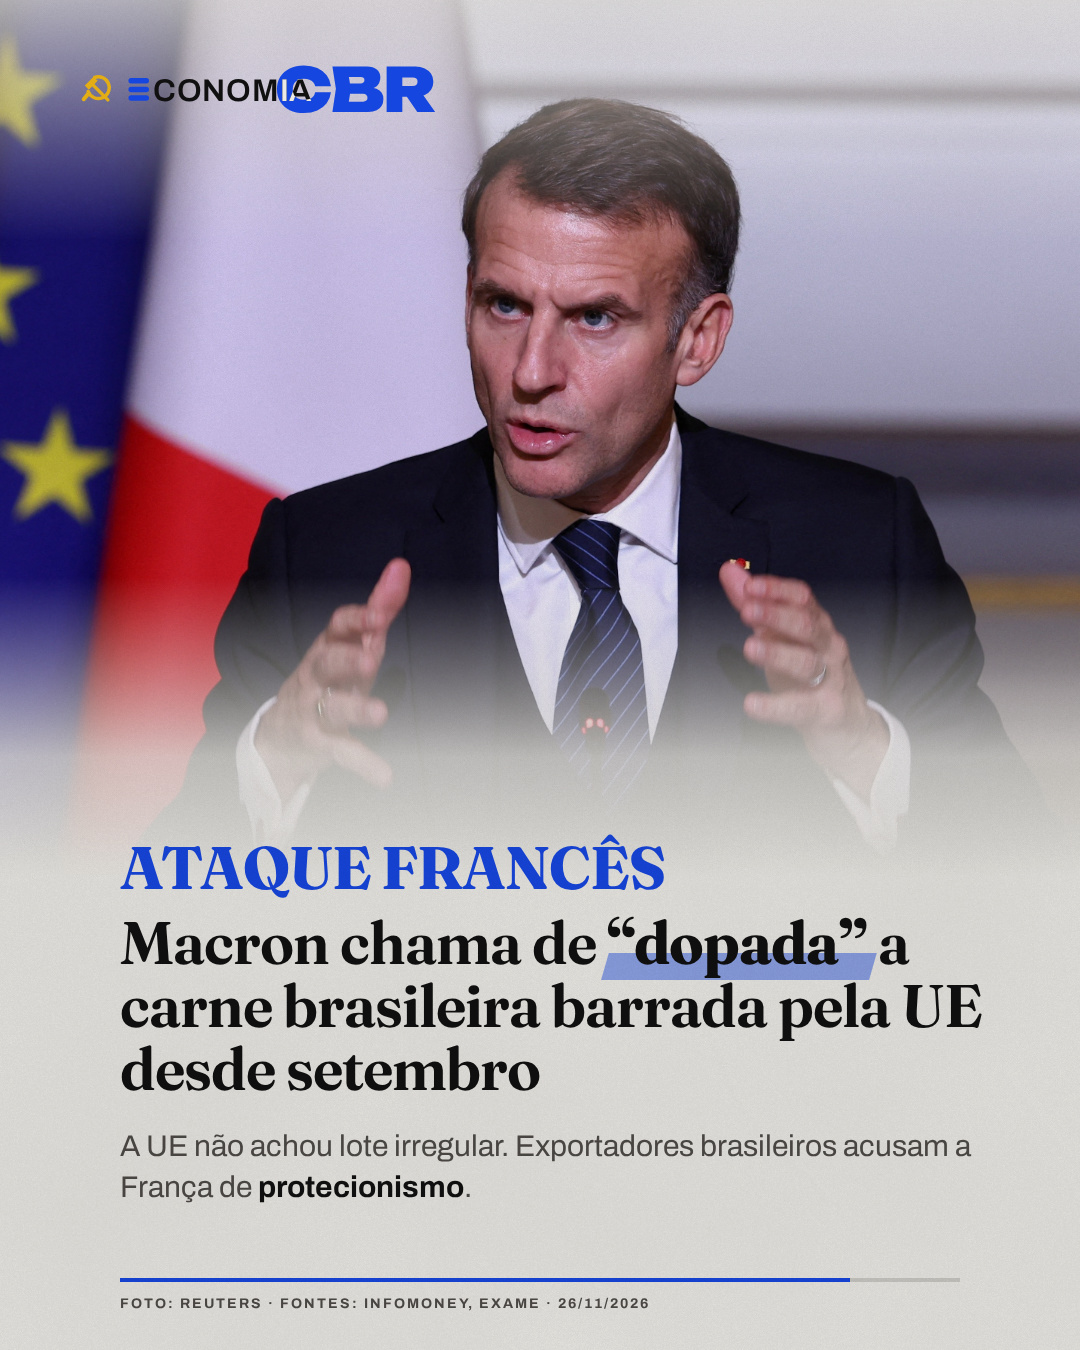 ECONOMIA CBR
ATAQUE FRANCÊS
Macron chama de “dopada” a
carne brasileira barrada pela UE
desde setembro
A UE não achou lote irregular. Exportadores brasileiros acusam a
França de protecionismo.
FOTO: REUTERS · FONTES: INFOMONEY, EXAME · 26/11/2026